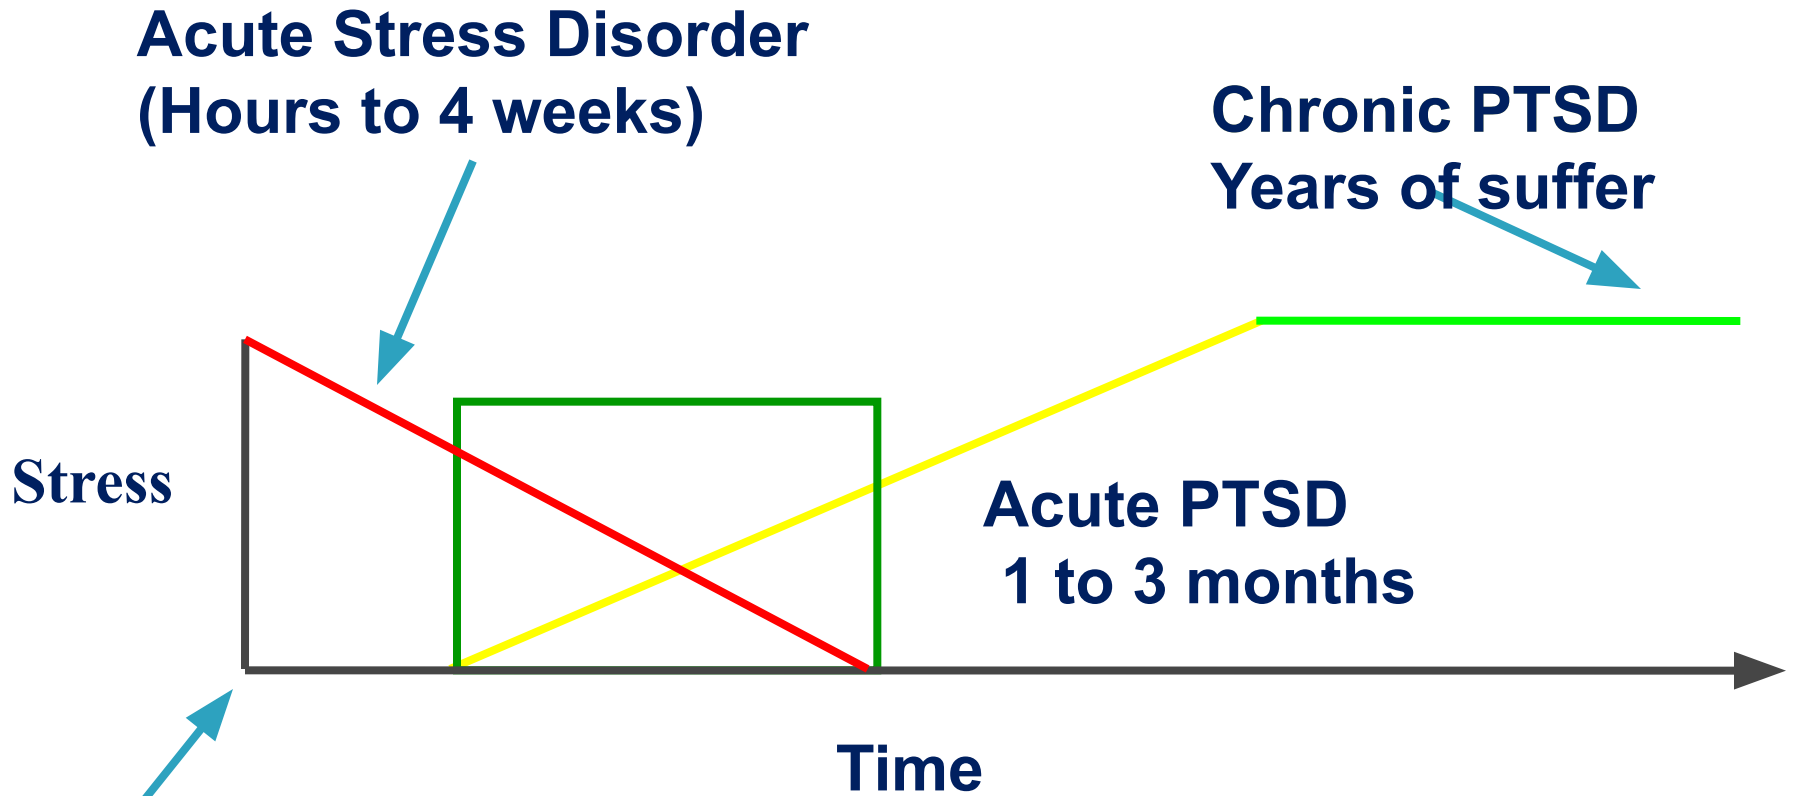 Acute Stress Disorder
(Hours to 4 weeks)
Chronic PTSD
Years of suffer
Stress
Acute PTSD
1 to 3 months
Time